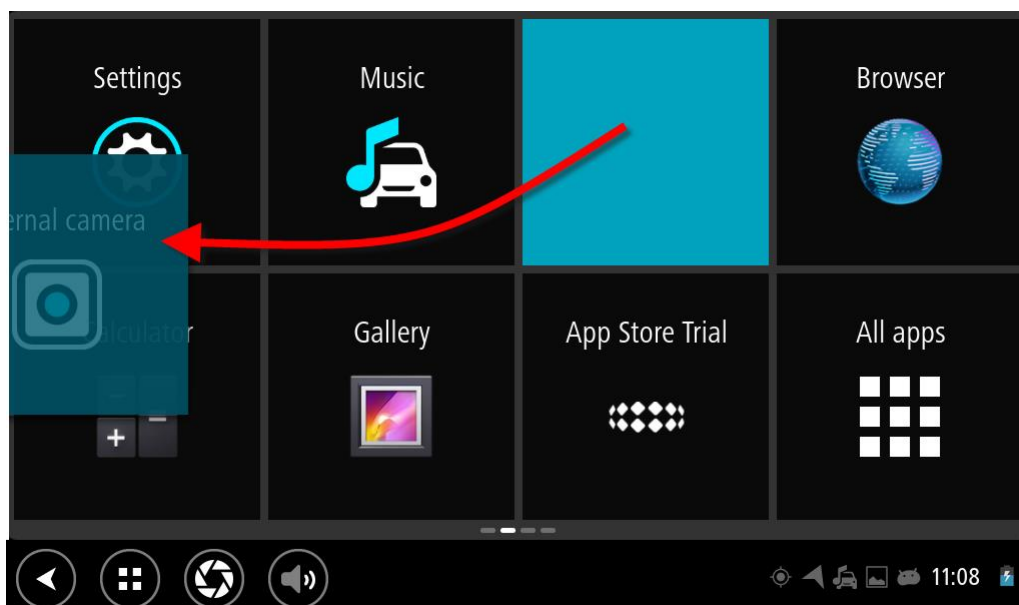 Settings
Music
Browser
ernal camera
alculator
Gallery
App Store Trial
All apps
11:08